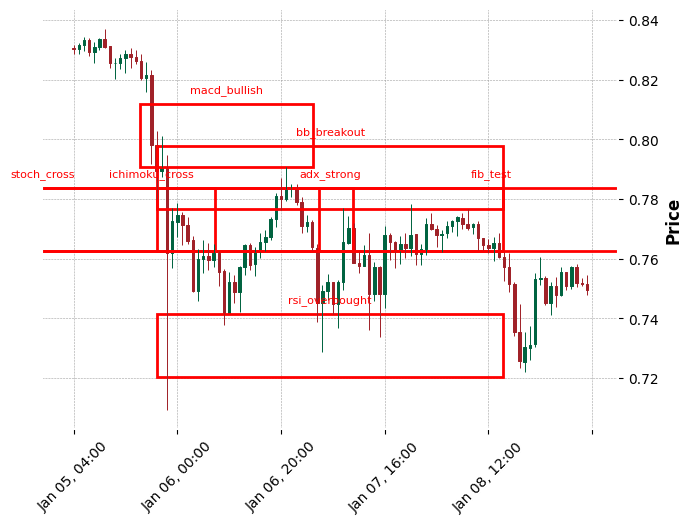 0.84
0.82
macd_bullish
0.80
bb_breakout
stoch_cross ichimoku_cross adx_strong fib_test
0.78
Price
0.76
rsi_overbought
0.74
0.72
Jan 05, 04:00 Jan 06, 00:00 Jan 06, 20:00 Jan 07, 16:00 Jan 08, 12:00